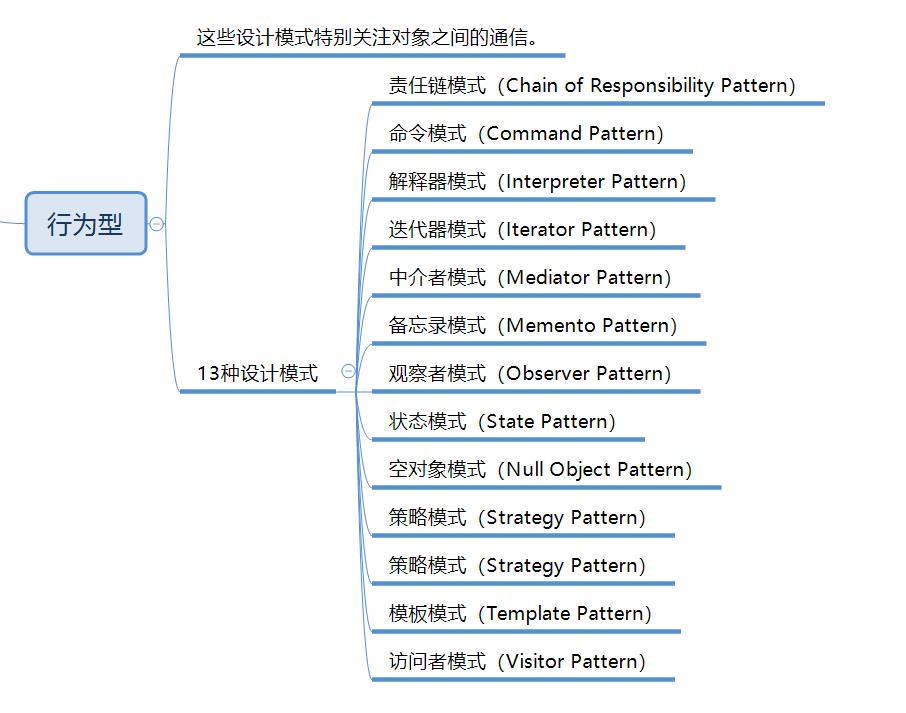 这些设计模式特别关注对象之间的通信。
责任链模式（Chain of Responsibility Pattern）
命令模式（Command Pattern）
解释器模式（Interpreter Pattern）
迭代器模式（Iterator Pattern）
行为型
中介者模式（Mediator Pattern）
备忘录模式（Memento Pattern）
13种设计模式
观察者模式（Observer Pattern）
状态模式（State Pattern）
空对象模式（Null Object Pattern）
策略模式（Strategy Pattern）
策略模式（Strategy Pattern）
模板模式（Template Pattern）
访问者模式（Visitor Pattern）